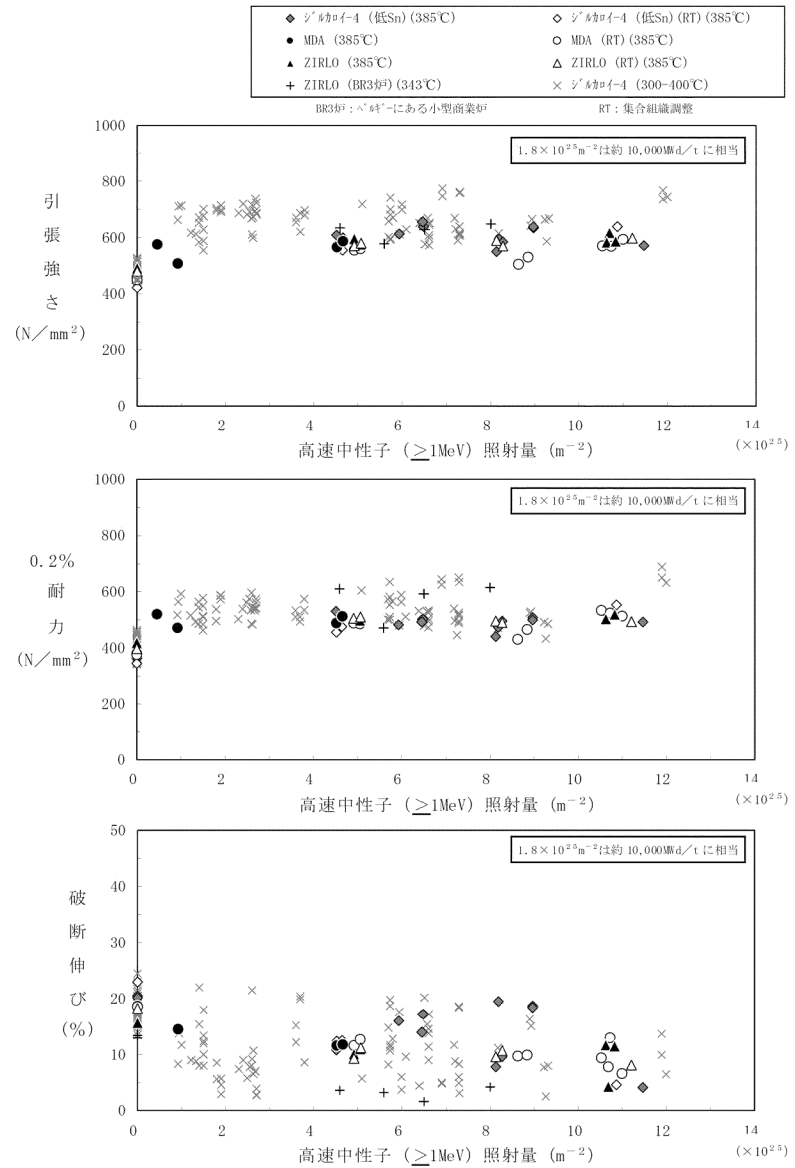 ｼﾞﾙｶﾛｲ-4 (低Sn)(385℃)
ｼﾞﾙｶﾛｲ-4 (低Sn)(RT)(385℃)
MDA (385℃)
MDA (RT)(385℃)
ZIRLO (385℃)
ZIRLO (RT)(385℃)
ZIRLO (BR3炉)(343℃)
ｼﾞﾙｶﾛｲ-4 (300-400℃)
BR3炉：ﾍﾞﾙｷﾞｰにある小型商業炉
RT：集合組織調整
1000
800
600
400
200
0
引張強さ
(N／mm²)
1.8×10²⁵m⁻²は約 10,000MWd／t に相当
0 2 4 6 8 10 12 14
高速中性子 (≥1MeV) 照射量 (m⁻²)
(×10²⁵)
1000
800
600
400
200
0
0.2%
耐力
(N／mm²)
1.8×10²⁵m⁻²は約 10,000MWd／t に相当
0 2 4 6 8 10 12 14
高速中性子 (≥1MeV) 照射量 (m⁻²)
(×10²⁵)
50
40
30
20
10
0
破断伸び
(%)
1.8×10²⁵m⁻²は約 10,000MWd／t に相当
0 2 4 6 8 10 12 14
高速中性子 (≥1MeV) 照射量 (m⁻²)
(×10²⁵)